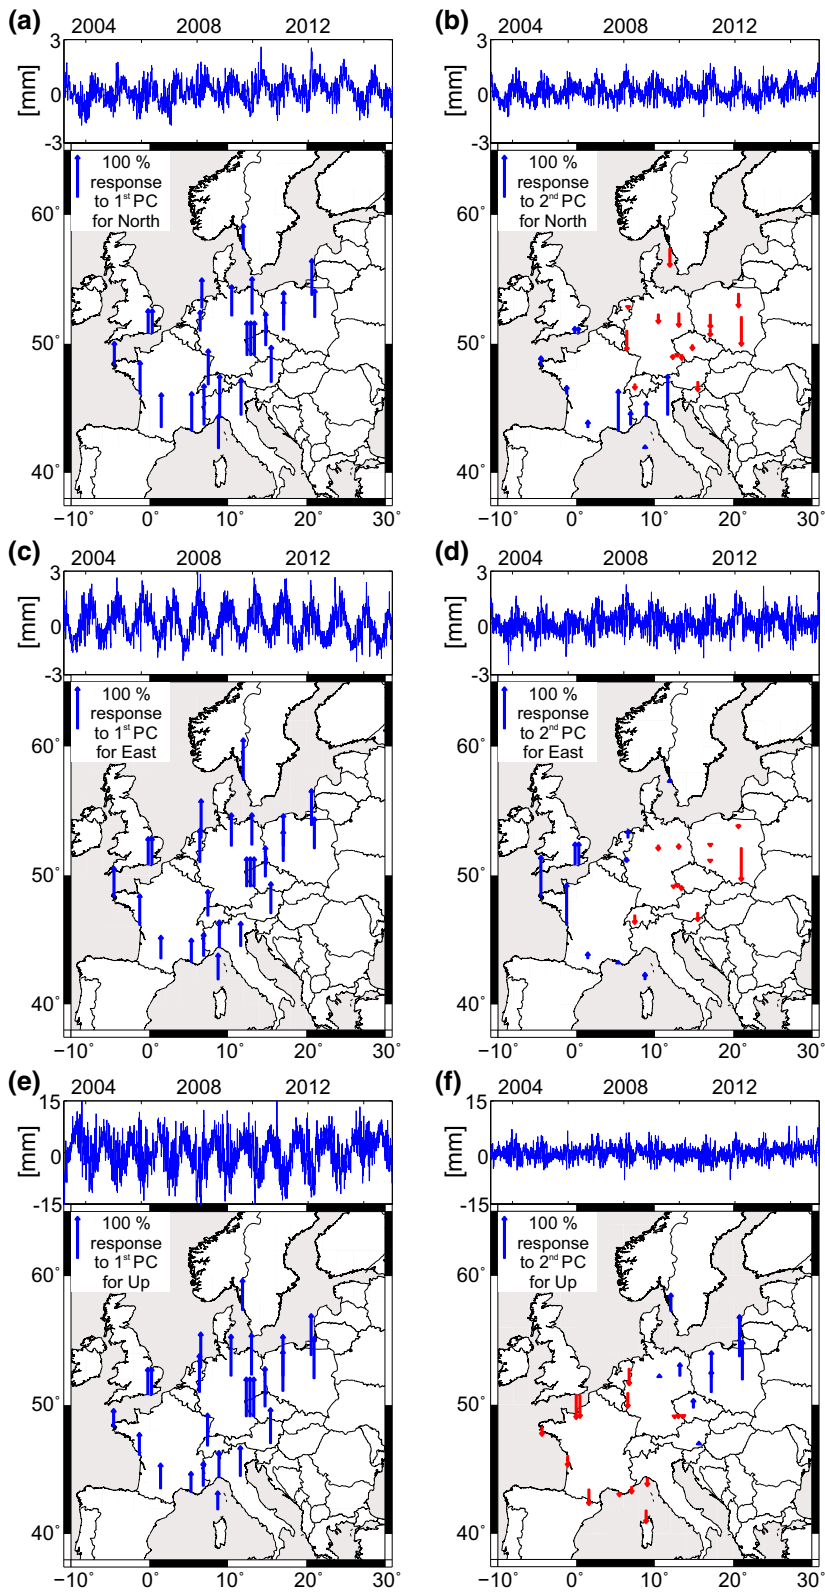 (a) 2004 2008 2012
3
[mm] 0
-3
100 %
response
to 1st PC
for North
60°
50°
40°
−10° 0° 10° 20° 30°
(b) 2004 2008 2012
3
[mm] 0
-3
100 %
response
to 2nd PC
for North
60°
50°
40°
−10° 0° 10° 20° 30°
(c) 2004 2008 2012
3
[mm] 0
-3
100 %
response
to 1st PC
for East
60°
50°
40°
−10° 0° 10° 20° 30°
(d) 2004 2008 2012
3
[mm] 0
-3
100 %
response
to 2nd PC
for East
60°
50°
40°
−10° 0° 10° 20° 30°
(e) 2004 2008 2012
15
[mm] 0
-15
100 %
response
to 1st PC
for Up
60°
50°
40°
−10° 0° 10° 20° 30°
(f) 2004 2008 2012
15
[mm] 0
-15
100 %
response
to 2nd PC
for Up
60°
50°
40°
−10° 0° 10° 20° 30°